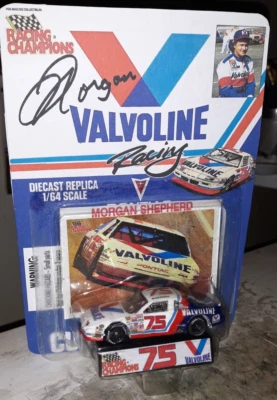 RACING
CHAMPIONS
Morgan
VALVOLINE
Racing
DIECAST REPLICA
1/64 SCALE
MORGAN SHEPHERD
WARNING:
VALVOLINE
PONTIAC
75
RACING
CHAMPIONS
75
VALVOLINE